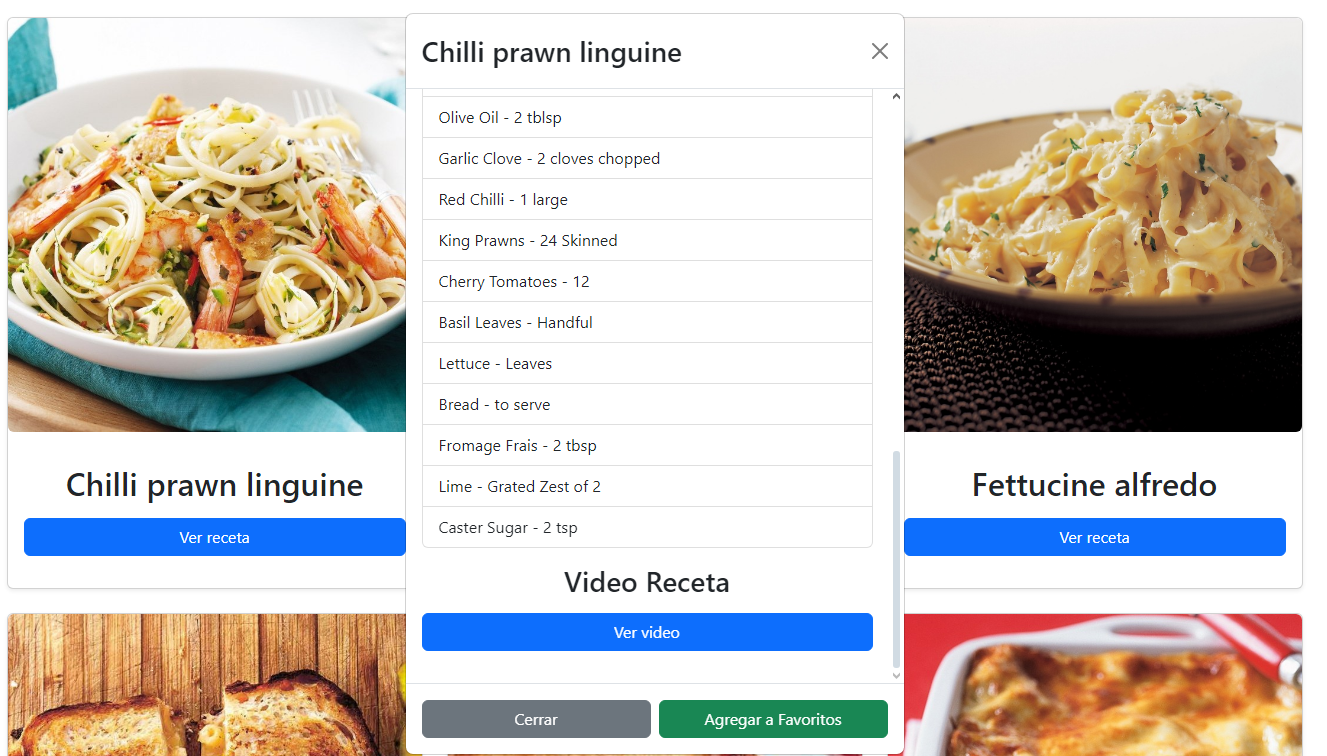 Chilli prawn linguine
Olive Oil - 2 tblsp
Garlic Clove - 2 cloves chopped
Red Chilli - 1 large
King Prawns - 24 Skinned
Cherry Tomatoes - 12
Basil Leaves - Handful
Lettuce - Leaves
Bread - to serve
Fromage Frais - 2 tbsp
Lime - Grated Zest of 2
Caster Sugar - 2 tsp
Video Receta
Ver video
Cerrar
Agregar a Favoritos
Chilli prawn linguine
Ver receta
Fettucine alfredo
Ver receta